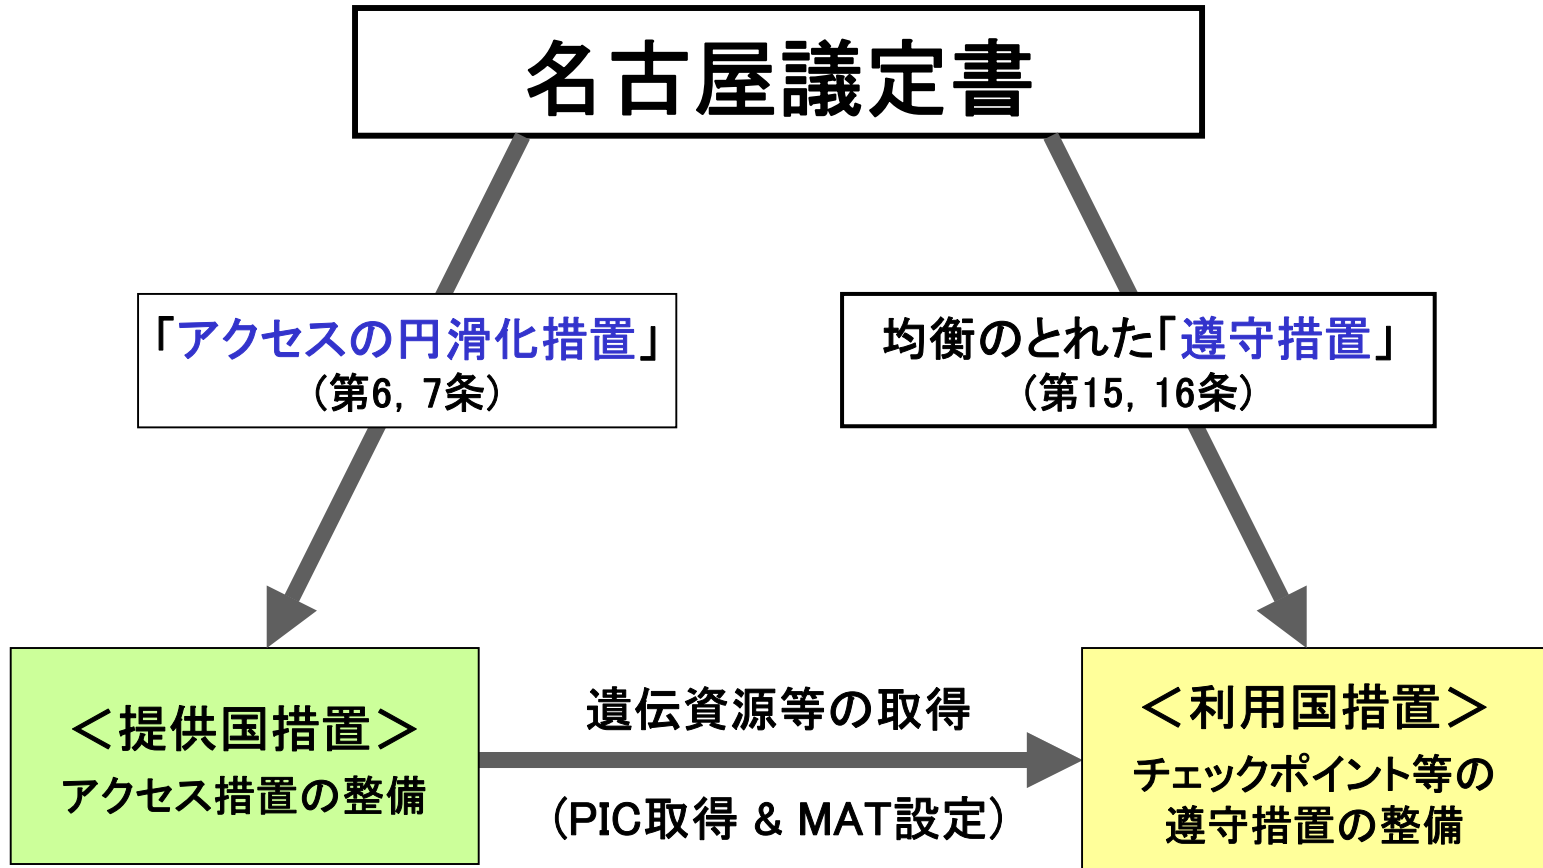 名古屋議定書
「アクセスの円滑化措置」
(第6, 7条)
均衡のとれた「遵守措置」
(第15, 16条)
＜提供国措置＞
アクセス措置の整備
遺伝資源等の取得
(PIC取得 & MAT設定)
＜利用国措置＞
チェックポイント等の
遵守措置の整備